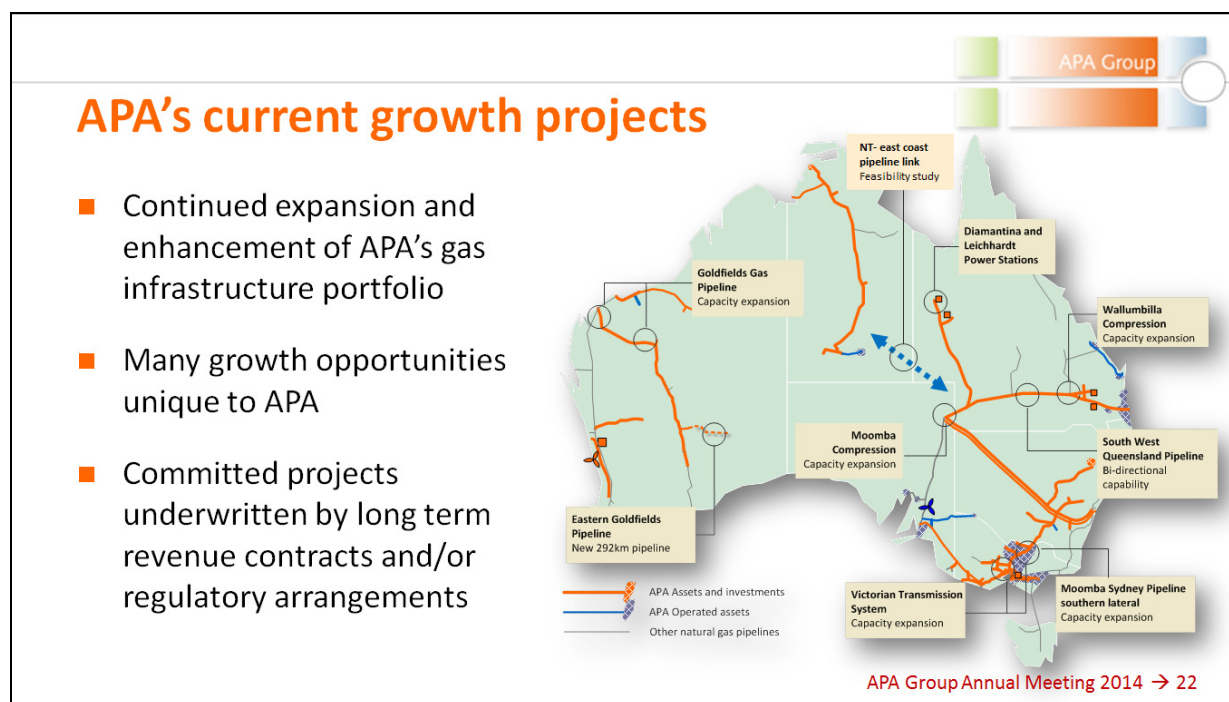 APA Group
APA's current growth projects
■ Continued expansion and
enhancement of APA's gas
infrastructure portfolio
■ Many growth opportunities
unique to APA
■ Committed projects
underwritten by long term
revenue contracts and/or
regulatory arrangements
NT- east coast
pipeline link
Feasibility study
Diamantina and
Leichhardt
Power Stations
Goldfields Gas
Pipeline
Capacity expansion
Wallumbilla
Compression
Capacity expansion
Moomba
Compression
Capacity expansion
South West
Queensland Pipeline
Bi-directional
capability
Eastern Goldfields
Pipeline
New 292km pipeline
Victorian Transmission
System
Capacity expansion
Moomba Sydney Pipeline
southern lateral
Capacity expansion
APA Assets and investments
APA Operated assets
Other natural gas pipelines
APA Group Annual Meeting 2014 → 22